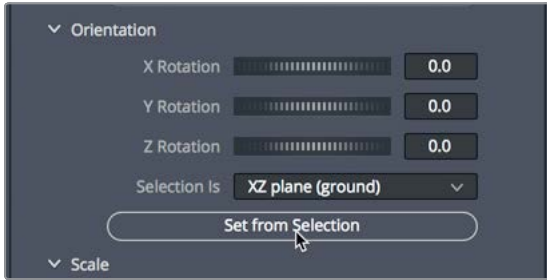 Orientation
X Rotation 0.0
Y Rotation 0.0
Z Rotation 0.0
Selection Is XZ plane (ground)
Set from Selection
Scale